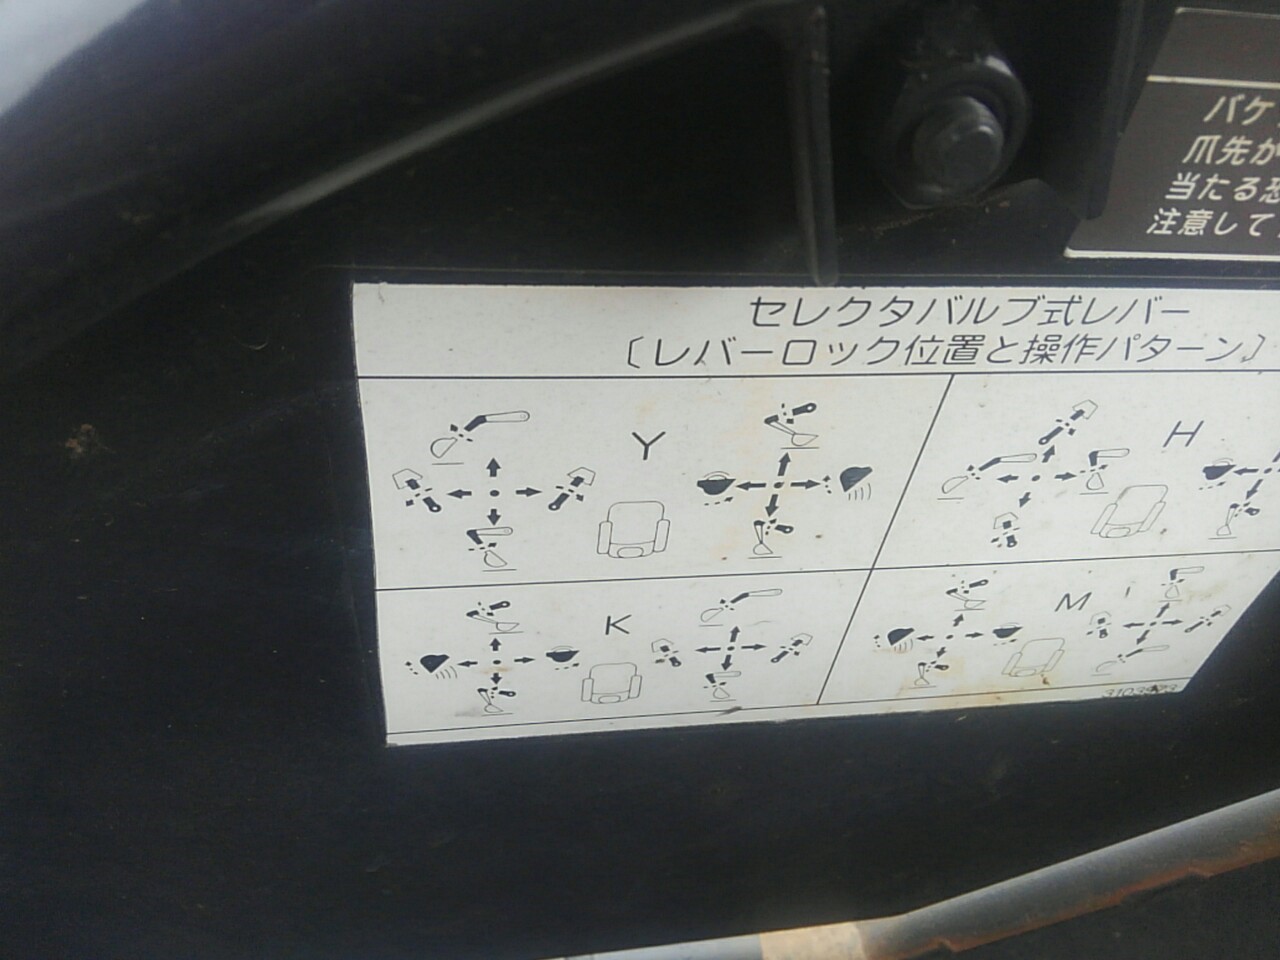 バケ
爪先が
当たる恐
注意して
セレクタバルブ式レバー
〔レバーロック位置と操作パターン〕
Y
H
K
M